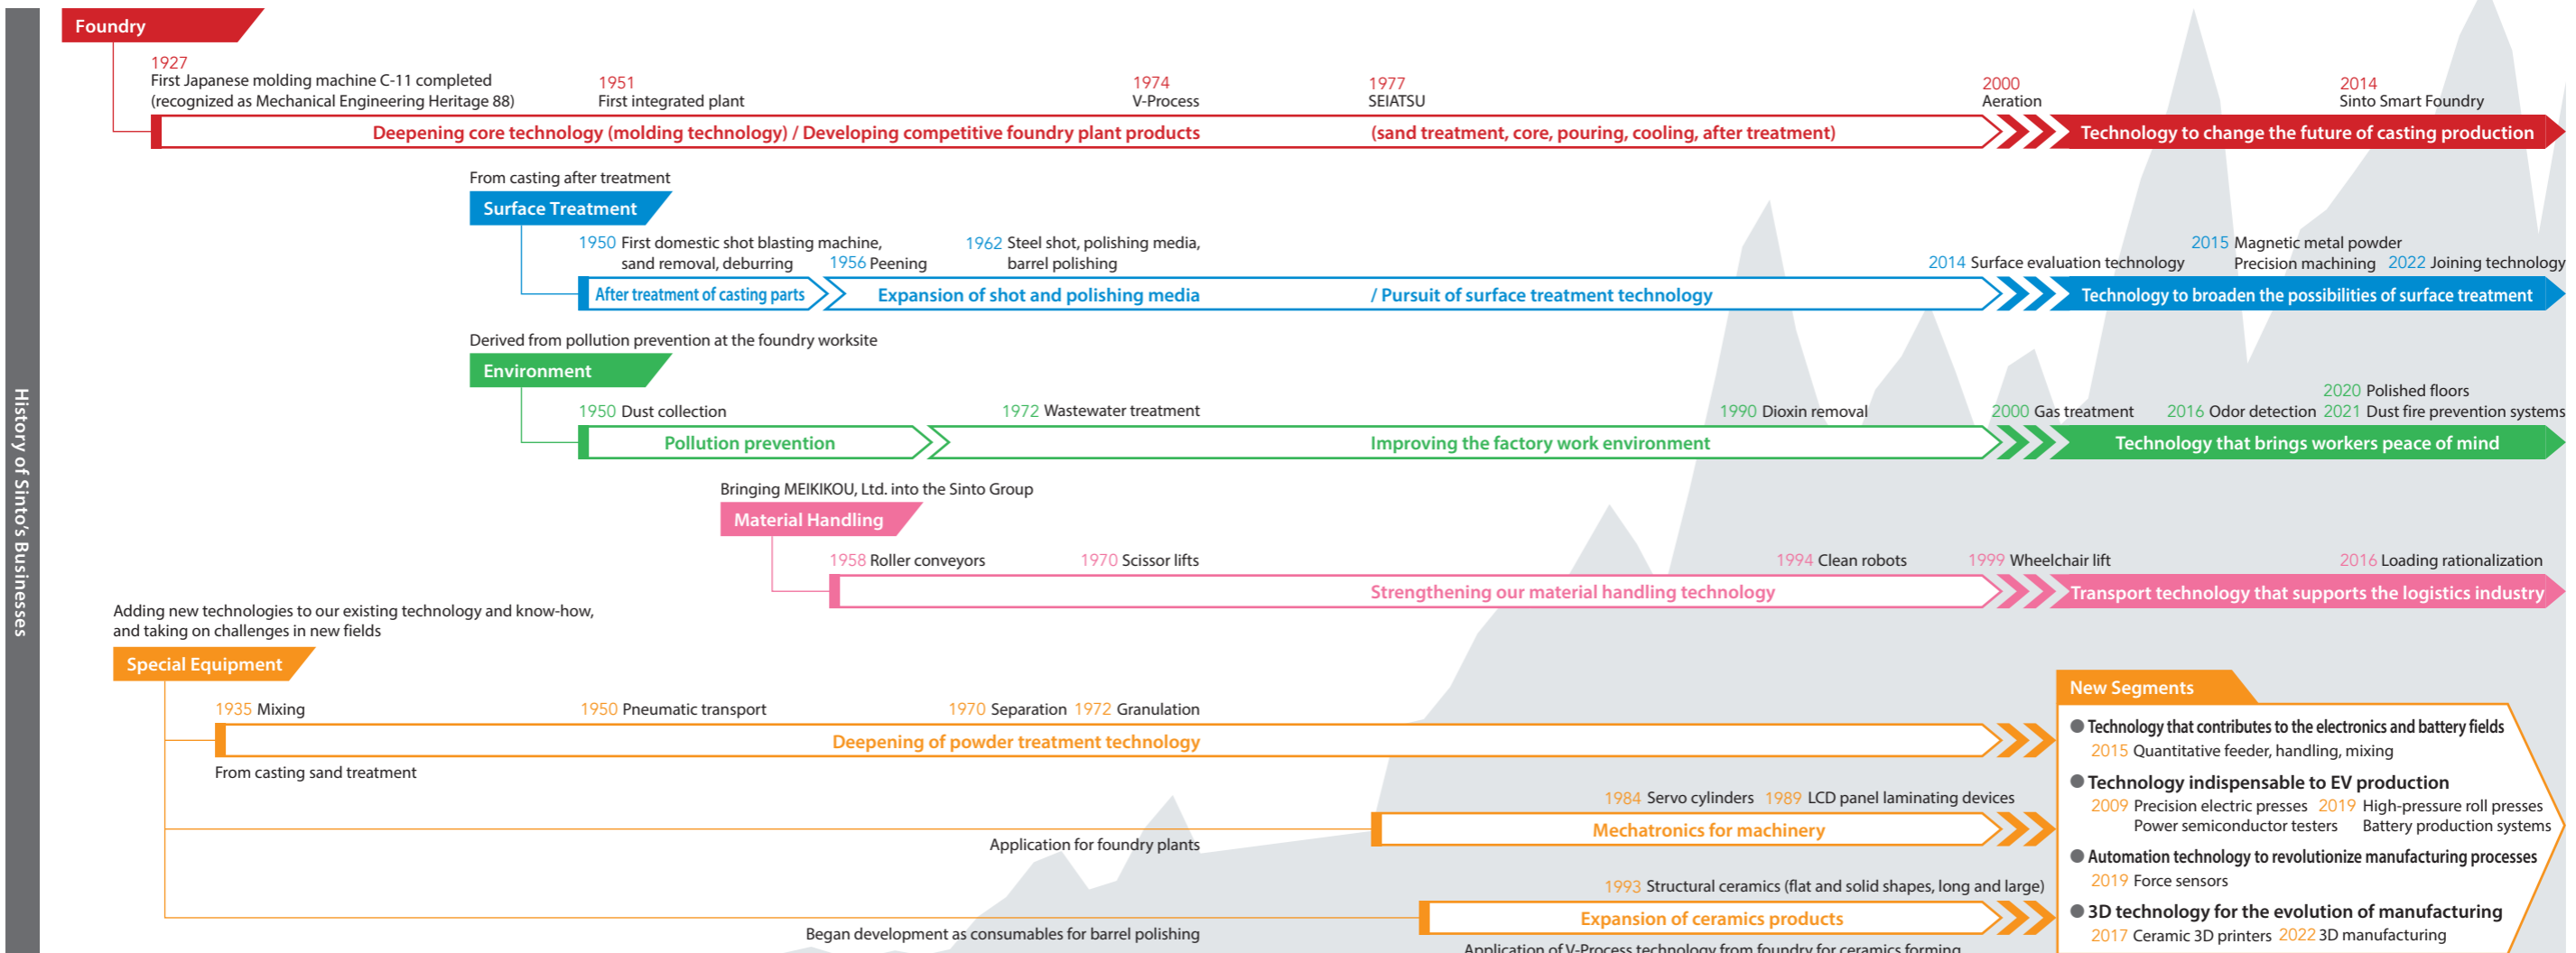 History of Sinto's Businesses
Foundry
1927
First Japanese molding machine C-11 completed
(recognized as Mechanical Engineering Heritage 88)
1951
First integrated plant
1974
V-Process
1977
SEIATSU
2000
Aeration
2014
Sinto Smart Foundry
Deepening core technology (molding technology) / Developing competitive foundry plant products
(sand treatment, core, pouring, cooling, after treatment)
Technology to change the future of casting production
From casting after treatment
Surface Treatment
1950 First domestic shot blasting machine,
sand removal, deburring
1956 Peening
1962 Steel shot, polishing media,
barrel polishing
2014 Surface evaluation technology
2015 Magnetic metal powder
Precision machining
2022 Joining technology
After treatment of casting parts
Expansion of shot and polishing media
/ Pursuit of surface treatment technology
Technology to broaden the possibilities of surface treatment
Derived from pollution prevention at the foundry worksite
Environment
1950 Dust collection
1972 Wastewater treatment
1990 Dioxin removal
2000 Gas treatment
2016 Odor detection
2020 Polished floors
2021 Dust fire prevention systems
Pollution prevention
Improving the factory work environment
Technology that brings workers peace of mind
Bringing MEIKIKOU, Ltd. into the Sinto Group
Material Handling
1958 Roller conveyors
1970 Scissor lifts
1994 Clean robots
1999 Wheelchair lift
2016 Loading rationalization
Strengthening our material handling technology
Transport technology that supports the logistics industry
Adding new technologies to our existing technology and know-how,
and taking on challenges in new fields
Special Equipment
1935 Mixing
1950 Pneumatic transport
1970 Separation
1972 Granulation
Deepening of powder treatment technology
From casting sand treatment
1984 Servo cylinders
1989 LCD panel laminating devices
Mechatronics for machinery
Application for foundry plants
1993 Structural ceramics (flat and solid shapes, long and large)
Expansion of ceramics products
Began development as consumables for barrel polishing
Application of V-Process technology from foundry for ceramics forming
New Segments
● Technology that contributes to the electronics and battery fields
2015 Quantitative feeder, handling, mixing
● Technology indispensable to EV production
2009 Precision electric presses 2019 High-pressure roll presses
Power semiconductor testers Battery production systems
● Automation technology to revolutionize manufacturing processes
2019 Force sensors
● 3D technology for the evolution of manufacturing
2017 Ceramic 3D printers 2022 3D manufacturing